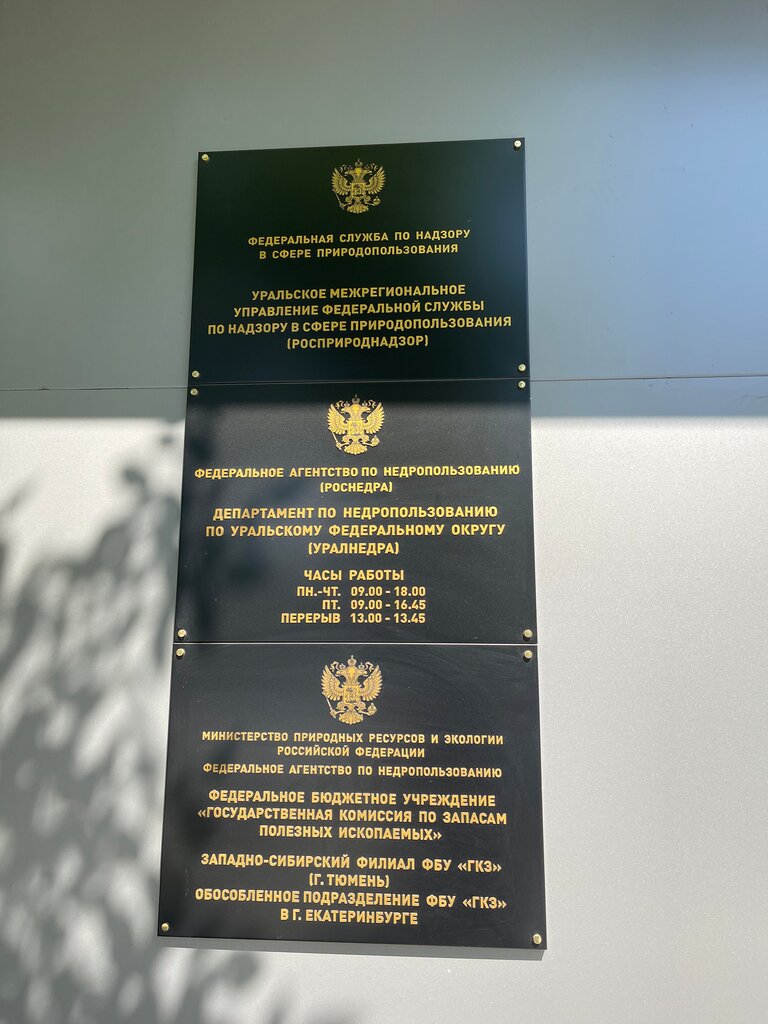 ФЕДЕРАЛЬНАЯ СЛУЖБА ПО НАДЗОРУ
В СФЕРЕ ПРИРОДОПОЛЬЗОВАНИЯ
УРАЛЬСКОЕ МЕЖРЕГИОНАЛЬНОЕ
УПРАВЛЕНИЕ ФЕДЕРАЛЬНОЙ СЛУЖБЫ
ПО НАДЗОРУ В СФЕРЕ ПРИРОДОПОЛЬЗОВАНИЯ
(РОСПРИРОДНАДЗОР)
ФЕДЕРАЛЬНОЕ АГЕНТСТВО ПО НЕДРОПОЛЬЗОВАНИЮ
(РОСНЕДРА)
ДЕПАРТАМЕНТ ПО НЕДРОПОЛЬЗОВАНИЮ
ПО УРАЛЬСКОМУ ФЕДЕРАЛЬНОМУ ОКРУГУ
(УРАЛНЕДРА)
ЧАСЫ РАБОТЫ
ПН.-ЧТ. 09.00 - 18.00
ПТ. 09.00 - 16.45
ПЕРЕРЫВ 13.00 - 13.45
МИНИСТЕРСТВО ПРИРОДНЫХ РЕСУРСОВ И ЭКОЛОГИИ
РОССИЙСКОЙ ФЕДЕРАЦИИ
ФЕДЕРАЛЬНОЕ АГЕНТСТВО ПО НЕДРОПОЛЬЗОВАНИЮ
ФЕДЕРАЛЬНОЕ БЮДЖЕТНОЕ УЧРЕЖДЕНИЕ
«ГОСУДАРСТВЕННАЯ КОМИССИЯ ПО ЗАПАСАМ
ПОЛЕЗНЫХ ИСКОПАЕМЫХ»
ЗАПАДНО-СИБИРСКИЙ ФИЛИАЛ ФБУ «ГКЗ»
(Г. ТЮМЕНЬ)
ОБОСОБЛЕННОЕ ПОДРАЗДЕЛЕНИЕ ФБУ «ГКЗ»
В Г. ЕКАТЕРИНБУРГЕ